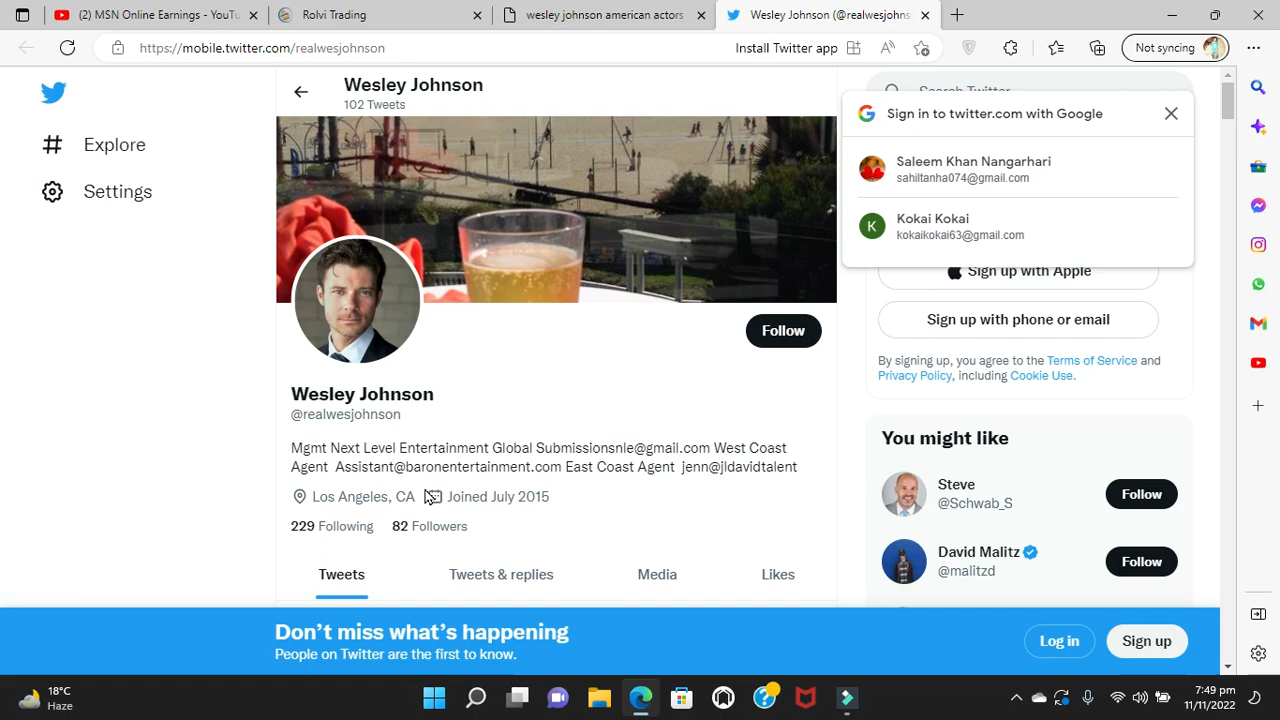 (2) MSN Online Earnings - YouTu
Rolvi Trading
wesley johnson american actors
Wesley Johnson (@realwesjohnson
https://mobile.twitter.com/realwesjohnson
Install Twitter app
Not syncing
Wesley Johnson
102 Tweets
Search Twitter
Explore
Settings
Sign in to twitter.com with Google
Saleem Khan Nangarhari
sahiltanha074@gmail.com
K
Kokai Kokai
kokaikokai63@gmail.com
Sign up with Apple
Sign up with phone or email
By signing up, you agree to the Terms of Service and
Privacy Policy, including Cookie Use.
Follow
Wesley Johnson
@realwesjohnson
Mgmt Next Level Entertainment Global Submissionsnle@gmail.com West Coast
Agent Assistant@baronentertainment.com East Coast Agent jenn@jldavidtalent
Los Angeles, CA
Joined July 2015
229 Following
82 Followers
Tweets
Tweets & replies
Media
Likes
You might like
Steve
@Schwab_S
Follow
David Malitz
@malitzd
Follow
Don't miss what's happening
People on Twitter are the first to know.
Log in
Sign up
18°C
Haze
7:49 pm
11/11/2022